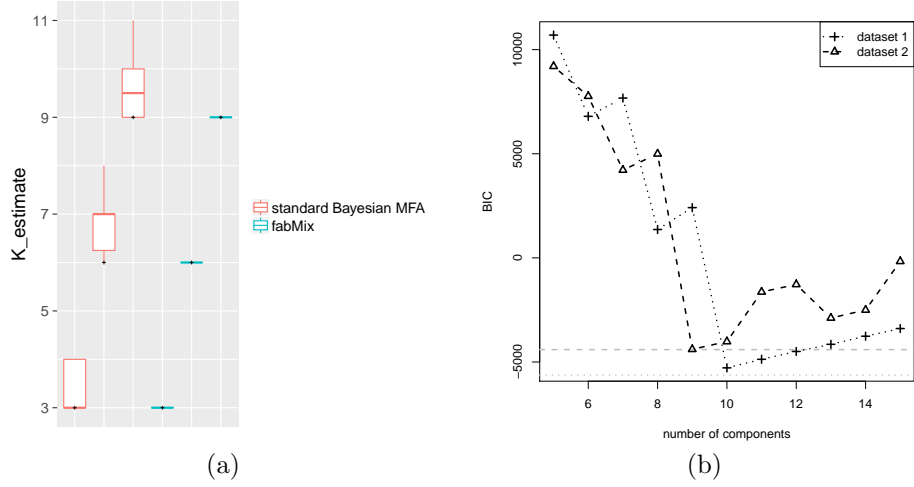 11
9
7
5
3
K_estimate
standard Bayesian MFA
fabMix
(a)
10000
5000
0
−5000
BIC
dataset 1
dataset 2
6 8 10 12 14
number of components
(b)